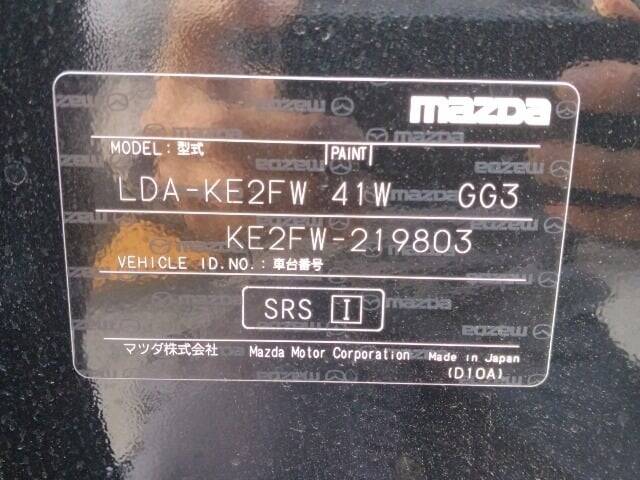 mazda
MODEL:型式 PAINT
LDA-KE2FW 41W GG3
KE2FW-219803
VEHICLE ID.NO.:車台番号
SRS I
マツダ株式会社 Mazda Motor Corporation Made in Japan
(D10A)